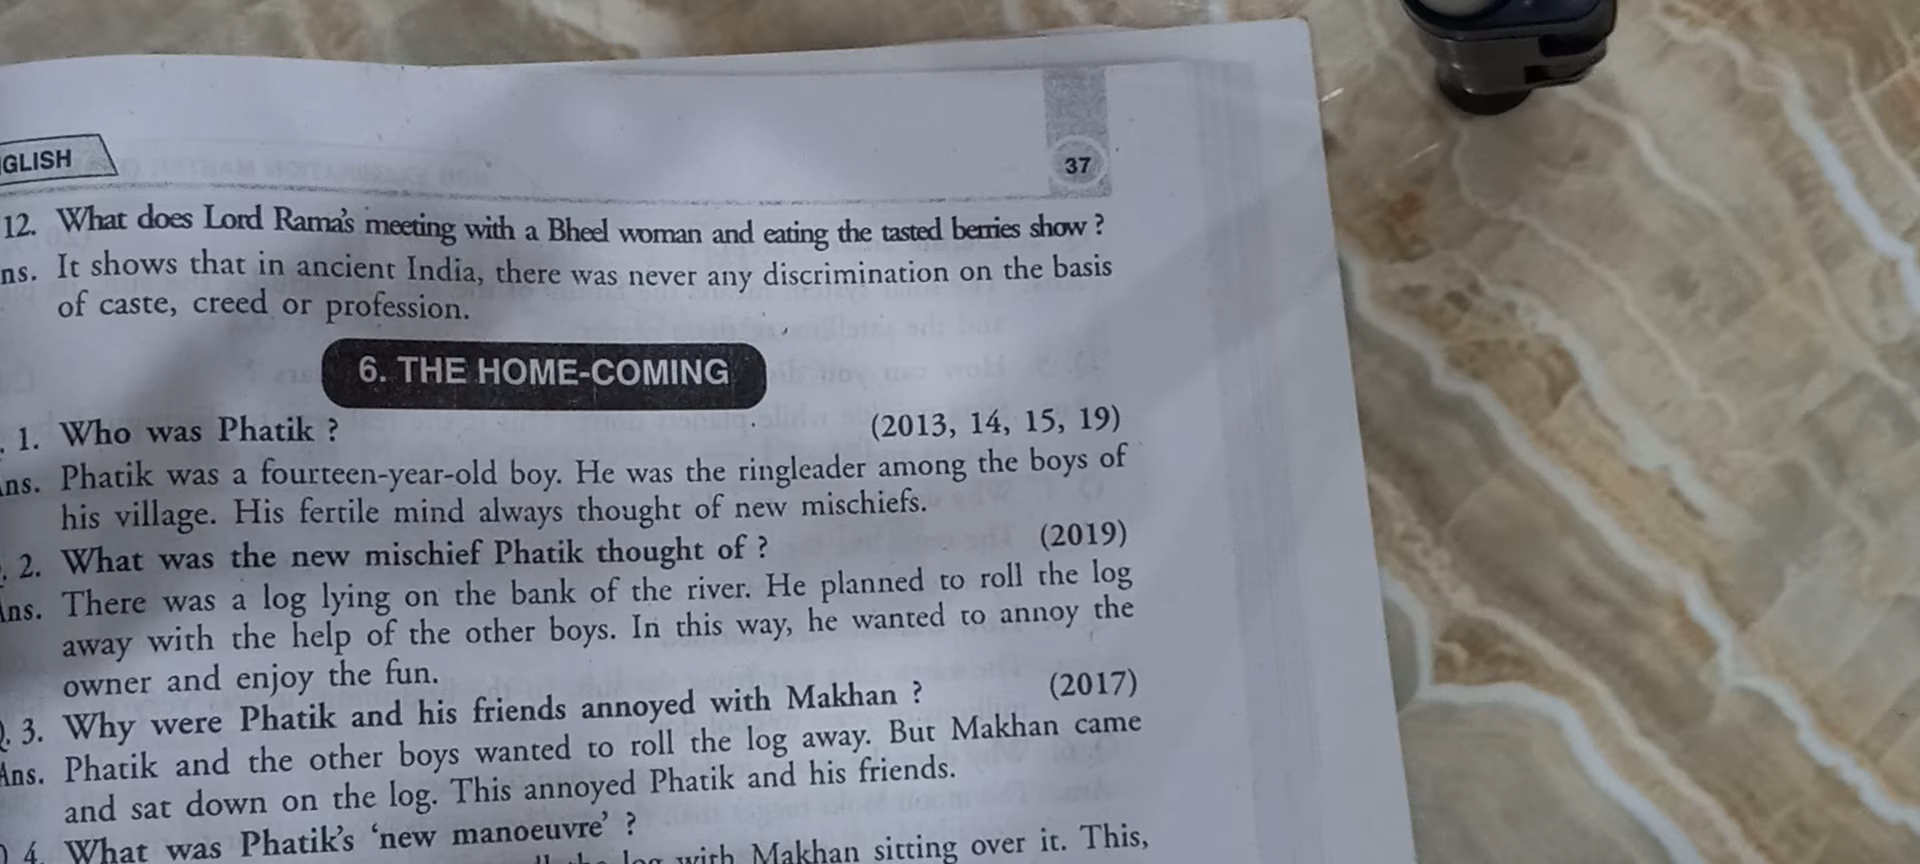 GLISH
37
12. What does Lord Rama's meeting with a Bheel woman and eating the tasted berries show ?
ns. It shows that in ancient India, there was never any discrimination on the basis
of caste, creed or profession.
6. THE HOME-COMING
1. Who was Phatik ? (2013, 14, 15, 19)
ns. Phatik was a fourteen-year-old boy. He was the ringleader among the boys of
his village. His fertile mind always thought of new mischiefs.
. 2. What was the new mischief Phatik thought of ? (2019)
Ans. There was a log lying on the bank of the river. He planned to roll the log
away with the help of the other boys. In this way, he wanted to annoy the
owner and enjoy the fun.
Q. 3. Why were Phatik and his friends annoyed with Makhan ? (2017)
Ans. Phatik and the other boys wanted to roll the log away. But Makhan came
and sat down on the log. This annoyed Phatik and his friends.
4. What was Phatik's 'new manoeuvre' ?
log with Makhan sitting over it. This,